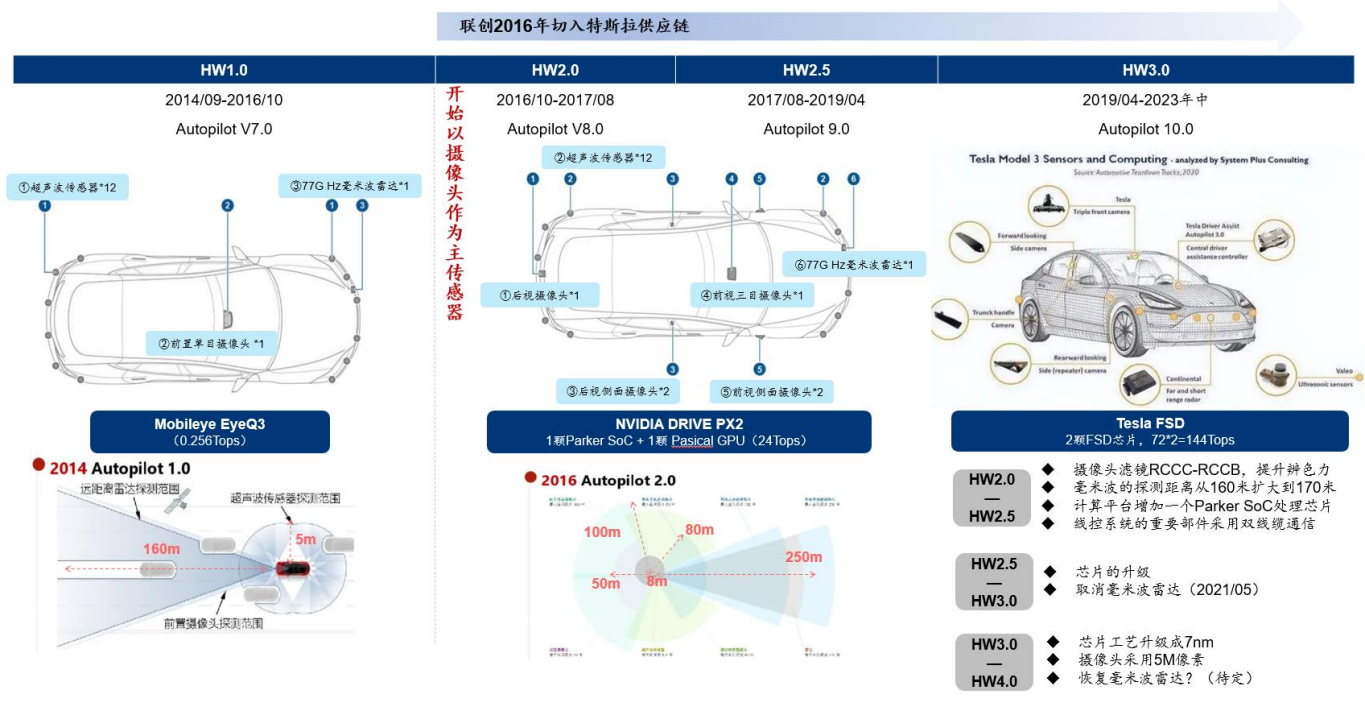 联创2016年切入特斯拉供应链
HW1.0
HW2.0
HW2.5
HW3.0
2014/09-2016/10
Autopilot V7.0
开始以摄像头作为主传感器
2016/10-2017/08
Autopilot V8.0
2017/08-2019/04
Autopilot 9.0
2019/04-2023年中
Autopilot 10.0
①超声波传感器*12
③77G Hz毫米波雷达*1
1
2
1
3
②前置单目摄像头 *1
②超声波传感器*12
1
2
3
4
5
2
6
⑥77G Hz毫米波雷达*1
①后视摄像头*1
④前视三目摄像头*1
3
5
③后视侧面摄像头*2
⑤前视侧面摄像头*2
Tesla Model 3 Sensors and Computing - analyzed by System Plus Consulting
Source: Automotive Teardown Tracks, 2020
Tesla
Triple front camera
Forward looking
Side camera
Tesla Driver Assist
Autopilot 3.0
Central driver
assistance controller
Trunck handle
Camera
Rearward looking
Side (repeater) camera
Continental
Far and short
range radar
Valeo
Ultrasonic sensors
Mobileye EyeQ3
（0.256Tops）
NVIDIA DRIVE PX2
1颗Parker SoC + 1颗 Pasical GPU（24Tops）
Tesla FSD
2颗FSD芯片，72*2=144Tops
2014 Autopilot 1.0
远距离雷达探测范围
超声波传感器探测范围
160m
5m
前置摄像头探测范围
2016 Autopilot 2.0
100m
80m
250m
50m
8m
HW2.0
—
HW2.5
◆ 摄像头滤镜RCCC-RCCB，提升辨色力
◆ 毫米波的探测距离从160米扩大到170米
◆ 计算平台增加一个Parker SoC处理芯片
◆ 线控系统的重要部件采用双线缆通信
HW2.5
—
HW3.0
◆ 芯片的升级
◆ 取消毫米波雷达（2021/05）
HW3.0
—
HW4.0
◆ 芯片工艺升级成7nm
◆ 摄像头采用5M像素
◆ 恢复毫米波雷达？（待定）